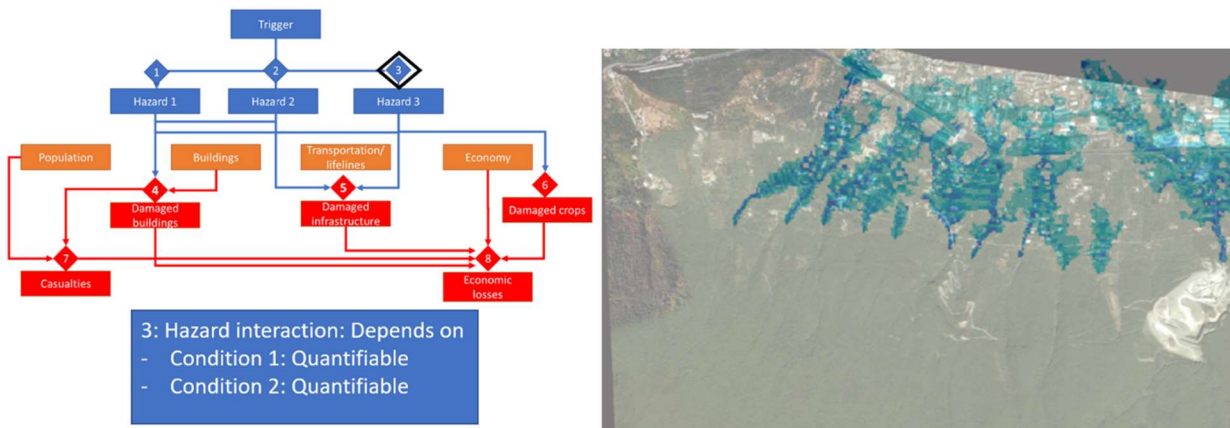 Trigger
1
2
3
Hazard 1
Hazard 2
Hazard 3
Population
Buildings
Transportation/
lifelines
Economy
4
5
6
Damaged
buildings
Damaged
infrastructure
Damaged crops
7
8
Casualties
Economic
losses
3: Hazard interaction: Depends on
- Condition 1: Quantifiable
- Condition 2: Quantifiable